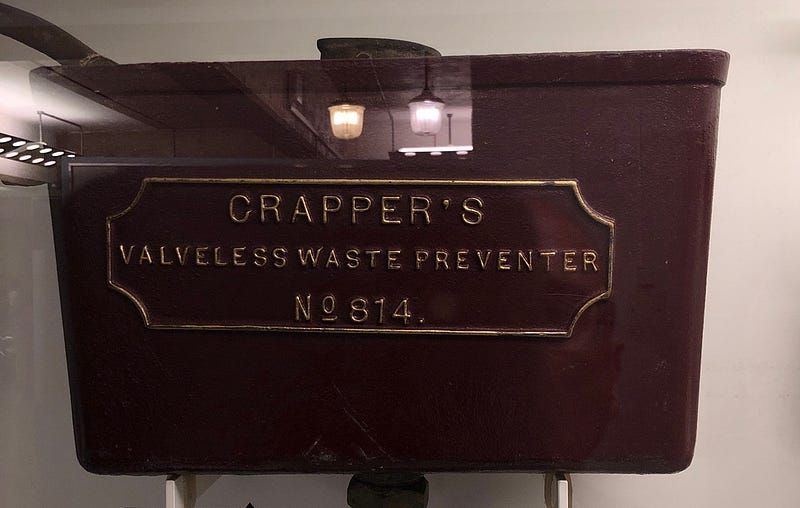 CRAPPER'S
VALVELESS WASTE PREVENTER
Nº 814.